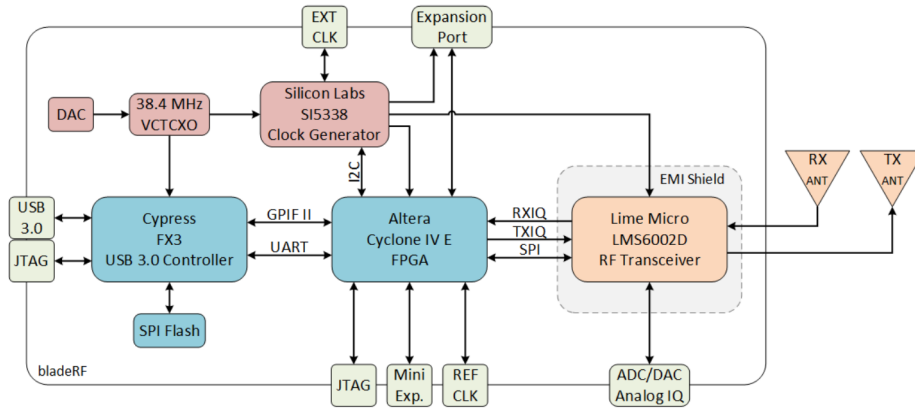 EXT
CLK
Expansion
Port
DAC
38.4 MHz
VCTCXO
Silicon Labs
SI5338
Clock Generator
I2C
EMI Shield
RX
ANT
TX
ANT
USB
3.0
JTAG
Cypress
FX3
USB 3.0 Controller
GPIF II
UART
Altera
Cyclone IV E
FPGA
RXIQ
TXIQ
SPI
Lime Micro
LMS6002D
RF Transceiver
SPI Flash
bladeRF
JTAG
Mini
Exp.
REF
CLK
ADC/DAC
Analog IQ